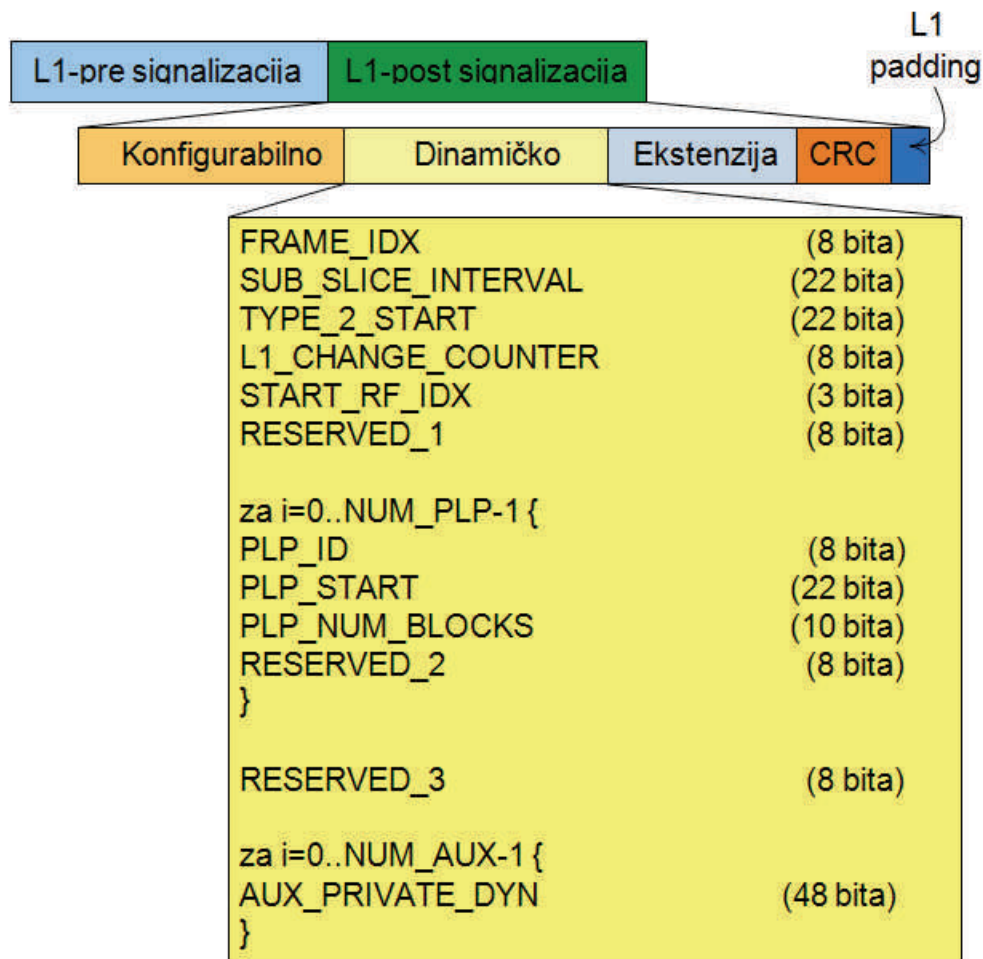 L1
padding
L1-pre signalizacija L1-post signalizacija
Konfigurabilno Dinamičko Ekstenzija CRC
FRAME_IDX (8 bita)
SUB_SLICE_INTERVAL (22 bita)
TYPE_2_START (22 bita)
L1_CHANGE_COUNTER (8 bita)
START_RF_IDX (3 bita)
RESERVED_1 (8 bita)
za i=0..NUM_PLP-1 {
PLP_ID (8 bita)
PLP_START (22 bita)
PLP_NUM_BLOCKS (10 bita)
RESERVED_2 (8 bita)
}
RESERVED_3 (8 bita)
za i=0..NUM_AUX-1 {
AUX_PRIVATE_DYN (48 bita)
}